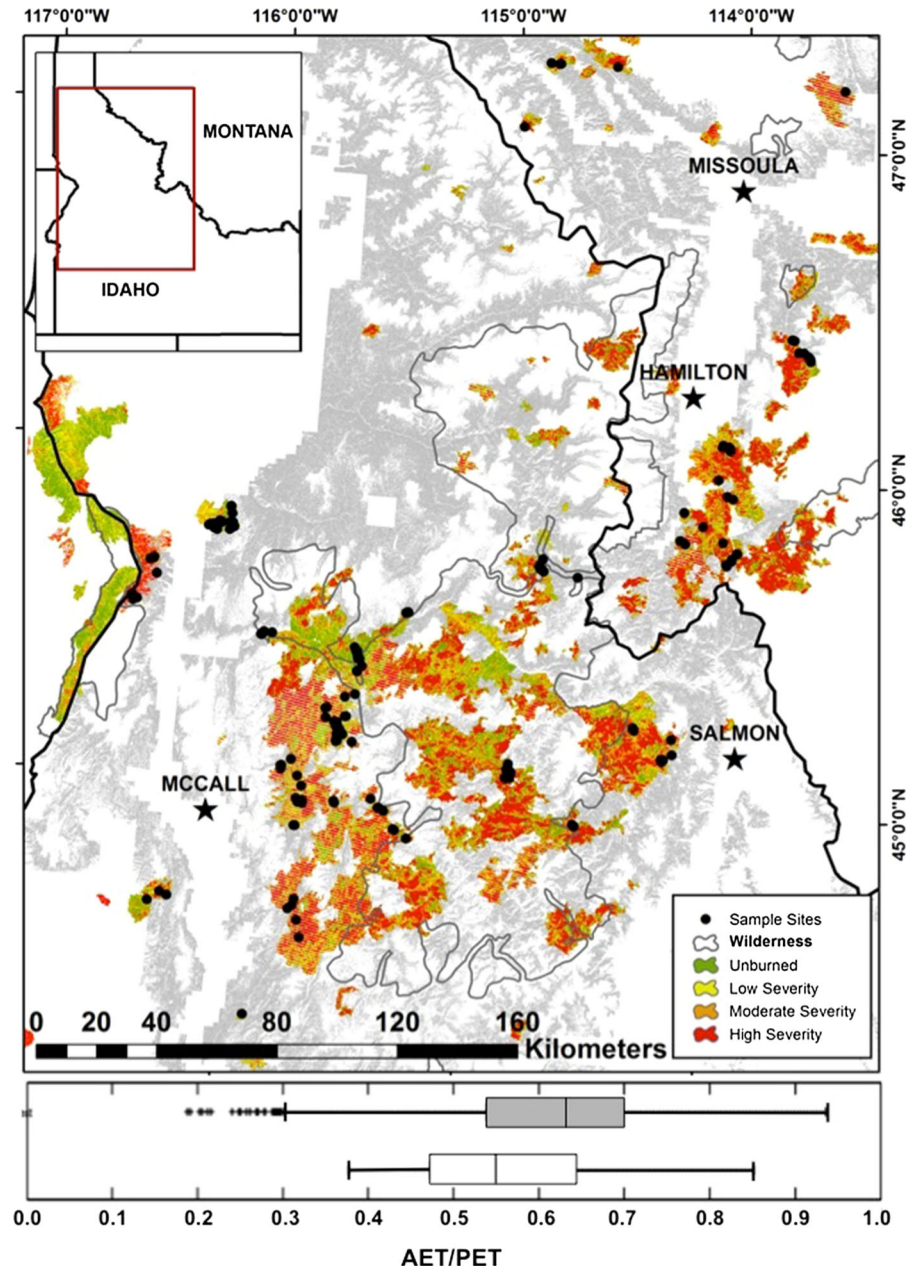 117°0'0"W 116°0'0"W 115°0'0"W 114°0'0"W
MONTANA
IDAHO
47°0'0"N
MISSOULA
HAMILTON
46°0'0"N
SALMON
MCCALL
45°0'0"N
Sample Sites
Wilderness
Unburned
Low Severity
Moderate Severity
High Severity
0 20 40 80 120 160
Kilometers
0.0 0.1 0.2 0.3 0.4 0.5 0.6 0.7 0.8 0.9 1.0
AET/PET